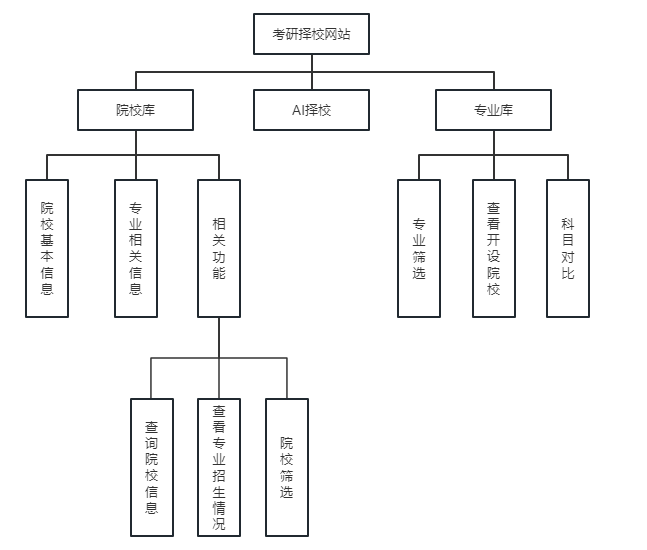 考研择校网站
院校库
AI择校
专业库
院校基本信息
专业相关信息
相关功能
专业筛选
查看开设院校
科目对比
查询院校信息
查看专业招生情况
院校筛选